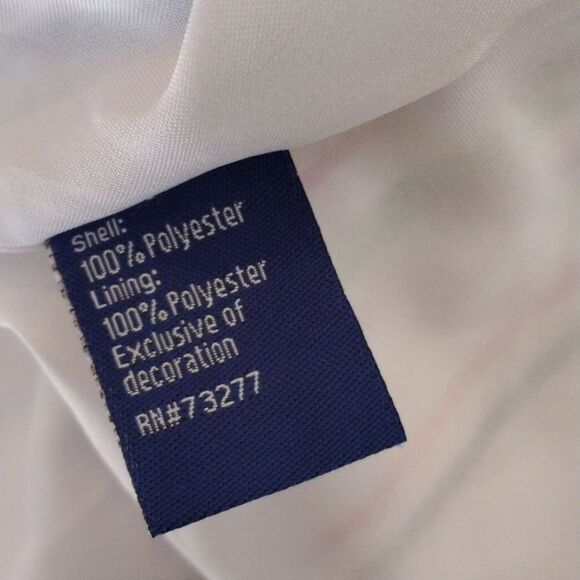 Shell:
100% Polyester
Lining:
100% Polyester
Exclusive of
decoration
RN#73277